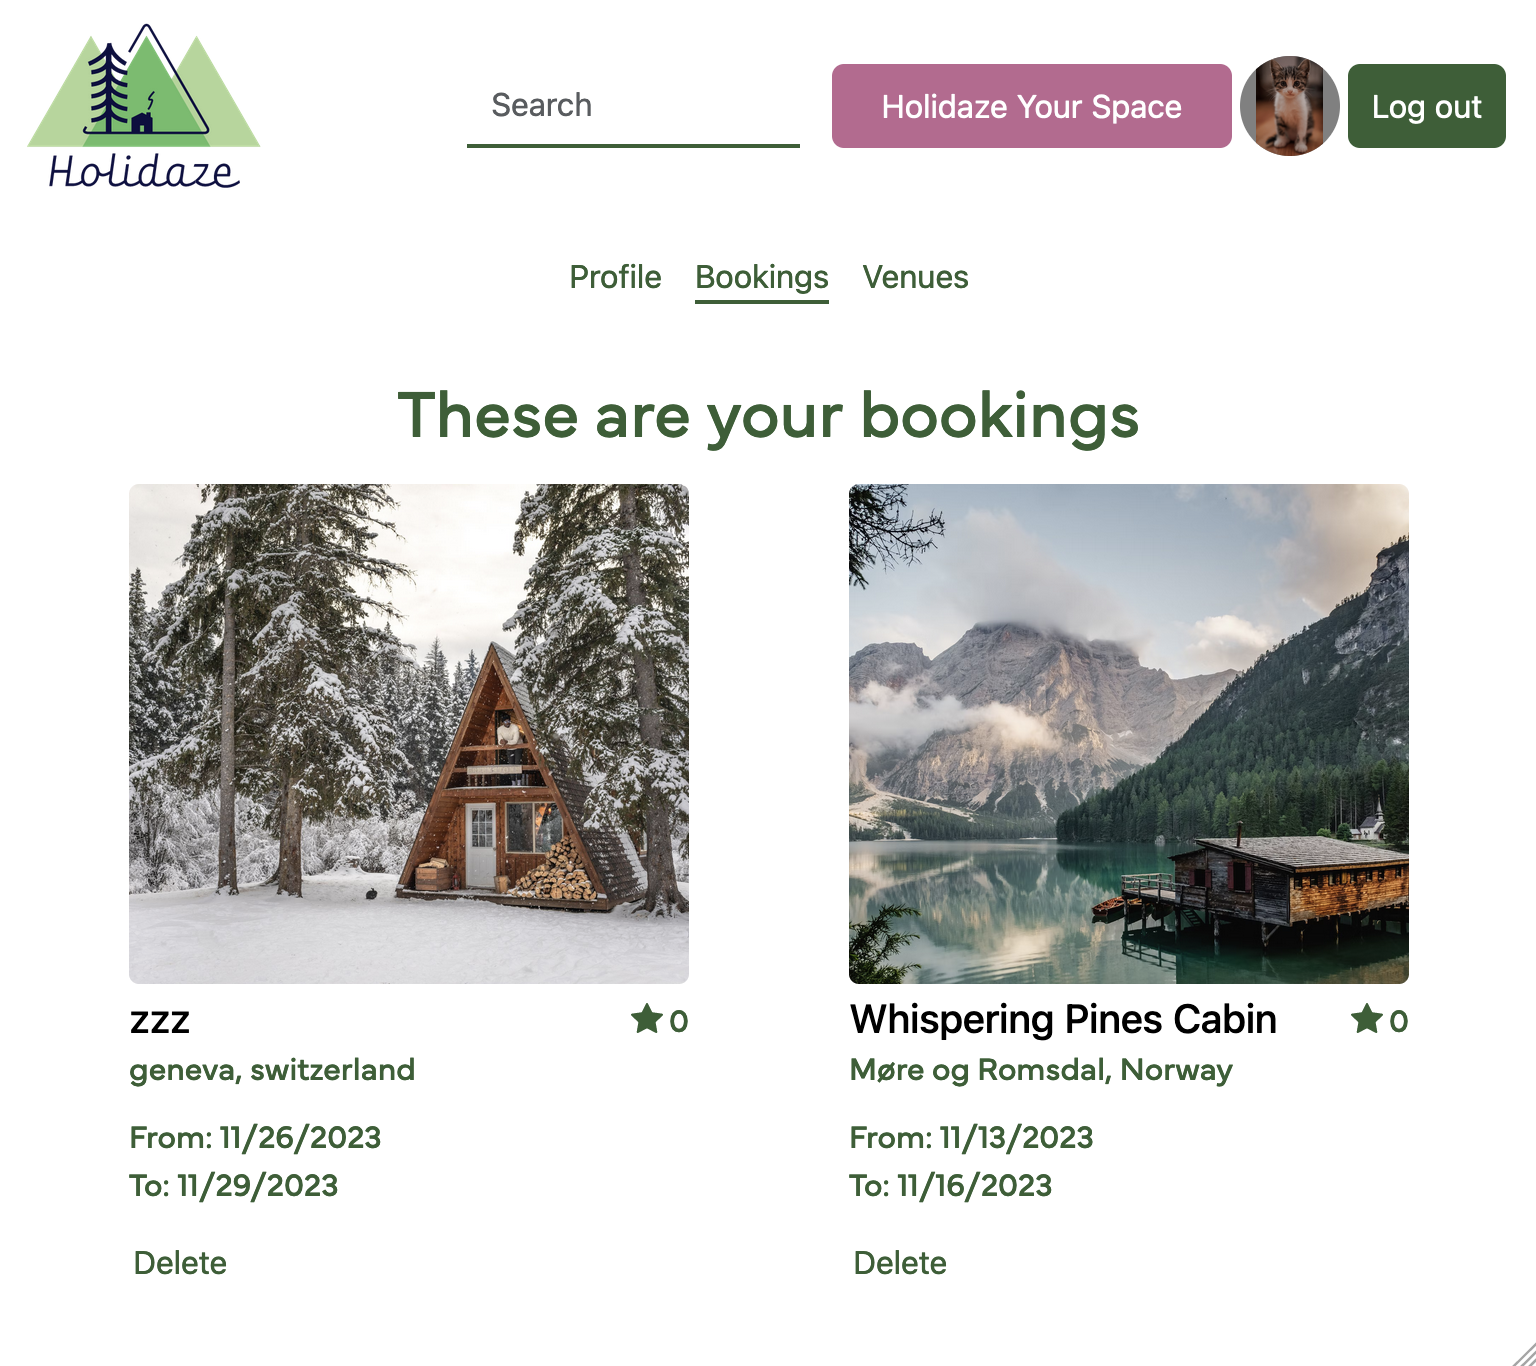 Holidaze
Search
Holidaze Your Space
Log out
Profile
Bookings
Venues
These are your bookings
zzz
0
geneva, switzerland
From: 11/26/2023
To: 11/29/2023
Delete
Whispering Pines Cabin
0
Møre og Romsdal, Norway
From: 11/13/2023
To: 11/16/2023
Delete